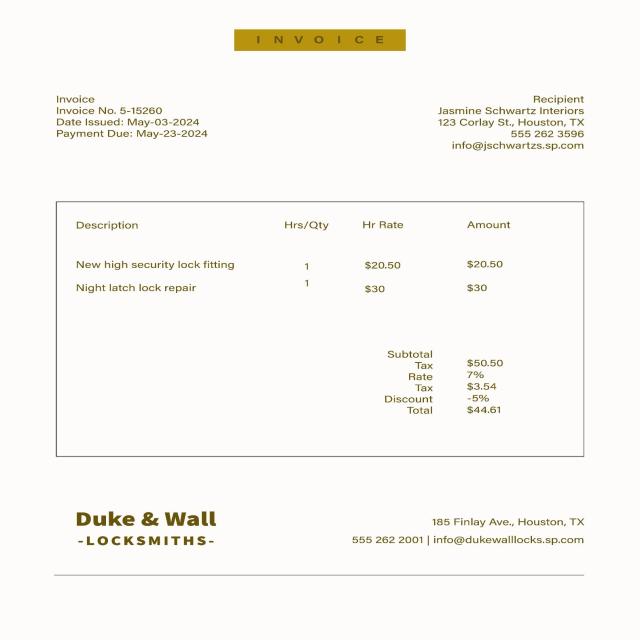 INVOICE
Invoice
Invoice No. 5-15260
Date Issued: May-03-2024
Payment Due: May-23-2024
Recipient
Jasmine Schwartz Interiors
123 Corlay St., Houston, TX
555 262 3596
info@jschwartzs.sp.com
Description Hrs/Qty Hr Rate Amount
New high security lock fitting 1 $20.50 $20.50
Night latch lock repair 1 $30 $30
Subtotal
Tax $50.50
Rate 7%
Tax $3.54
Discount -5%
Total $44.61
Duke & Wall
-LOCKSMITHS-
185 Finlay Ave., Houston, TX
555 262 2001 | info@dukewalllocks.sp.com